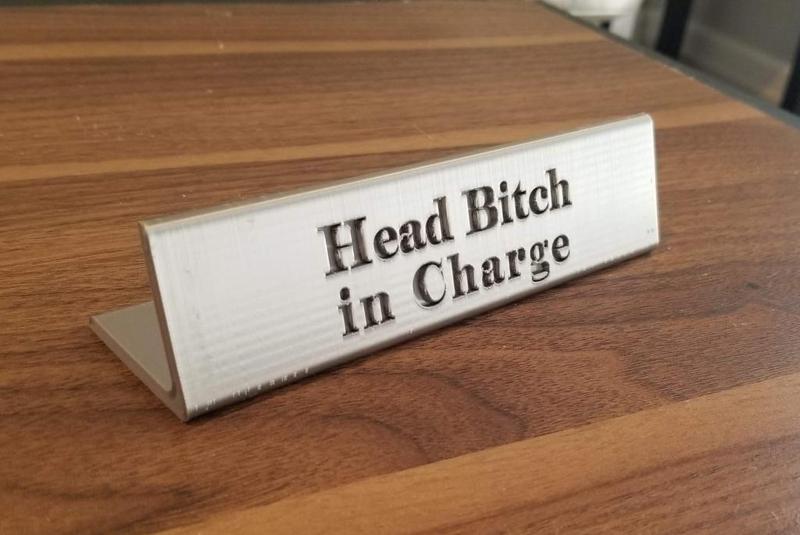 Head Bitch
in Charge